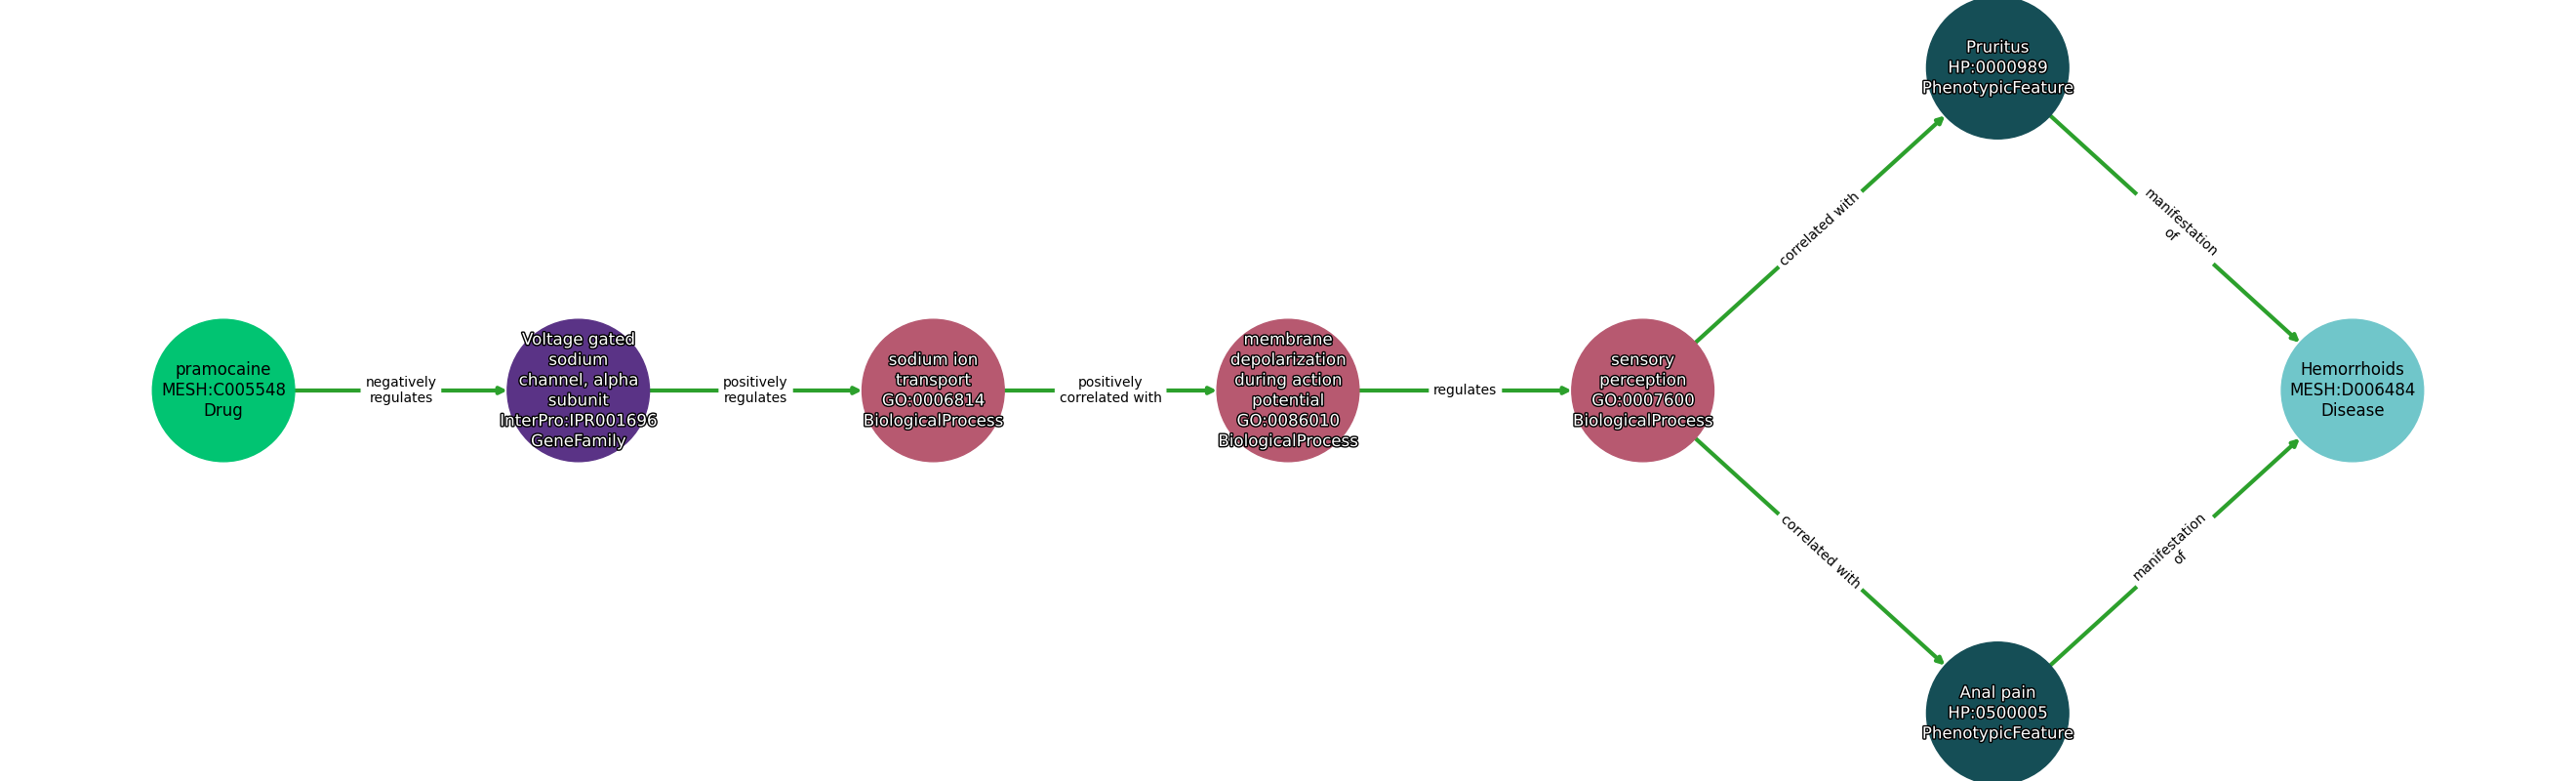 pramocaine
MESH:C005548
Drug
negatively
regulates
Voltage gated
sodium
channel, alpha
subunit
InterPro:IPR001696
GeneFamily
positively
regulates
sodium ion
transport
GO:0006814
BiologicalProcess
positively
correlated with
membrane
depolarization
during action
potential
GO:0086010
BiologicalProcess
regulates
sensory
perception
GO:0007600
BiologicalProcess
correlated with
Pruritus
HP:0000989
PhenotypicFeature
manifestation
of
correlated with
Anal pain
HP:0500005
PhenotypicFeature
manifestation
of
Hemorrhoids
MESH:D006484
Disease